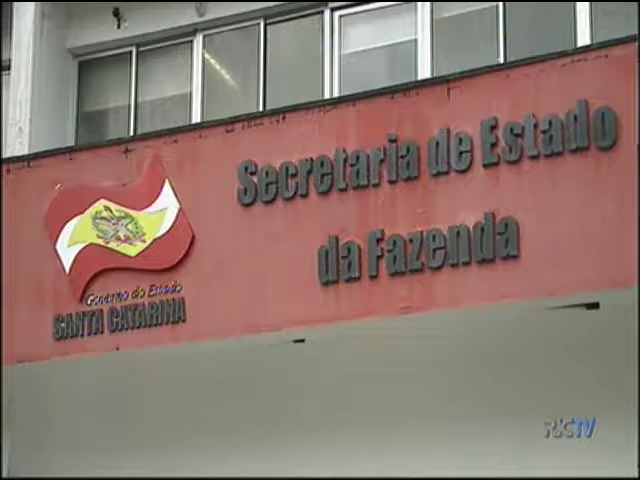 Secretaria de Estado
da Fazenda
Governo do Estado
SANTA CATARINA
RICTV